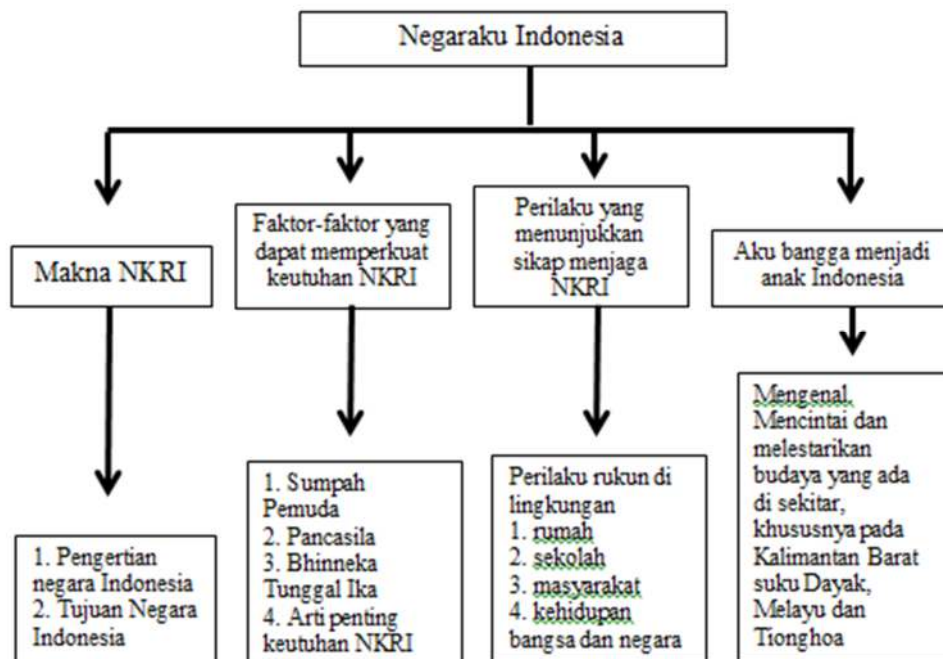 Negaraku Indonesia
Makna NKRI
Faktor-faktor yang
dapat memperkuat
keutuhan NKRI
Perilaku yang
menunjukkan
sikap menjaga
NKRI
Aku bangga menjadi
anak Indonesia
1. Pengertian
negara Indonesia
2. Tujuan Negara
Indonesia
1. Sumpah
Pemuda
2. Pancasila
3. Bhinneka
Tunggal Ika
4. Arti penting
keutuhan NKRI
Perilaku rukun di
lingkungan
1. rumah
2. sekolah
3. masyarakat
4. kehidupan
bangsa dan negara
Mengenal.
Mencintai dan
melestarikan
budaya yang ada
di sekitar,
khususnya pada
Kalimantan Barat
suku Dayak,
Melayu dan
Tionghoa